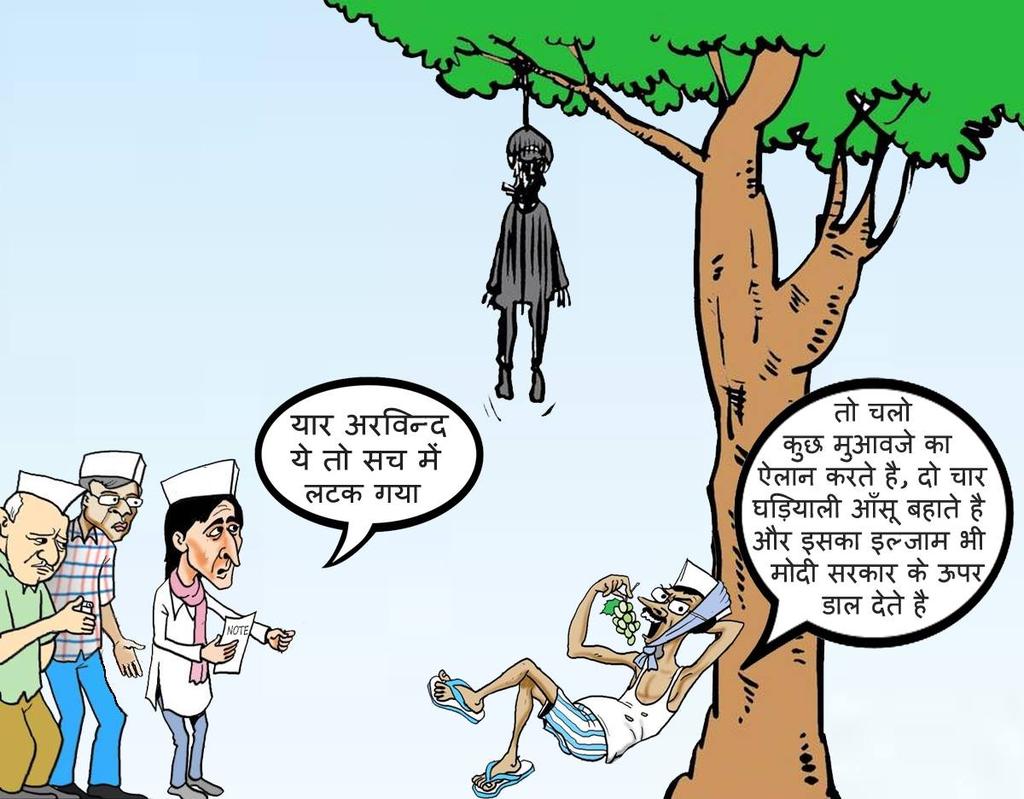 यार अरविन्द
ये तो सच में
लटक गया
तो चलो
कुछ मुआवजे का
ऐलान करते है, दो चार
घड़ियाली आँसू बहाते है
और इसका इल्जाम भी
मोदी सरकार के ऊपर
डाल देते है
NOTE